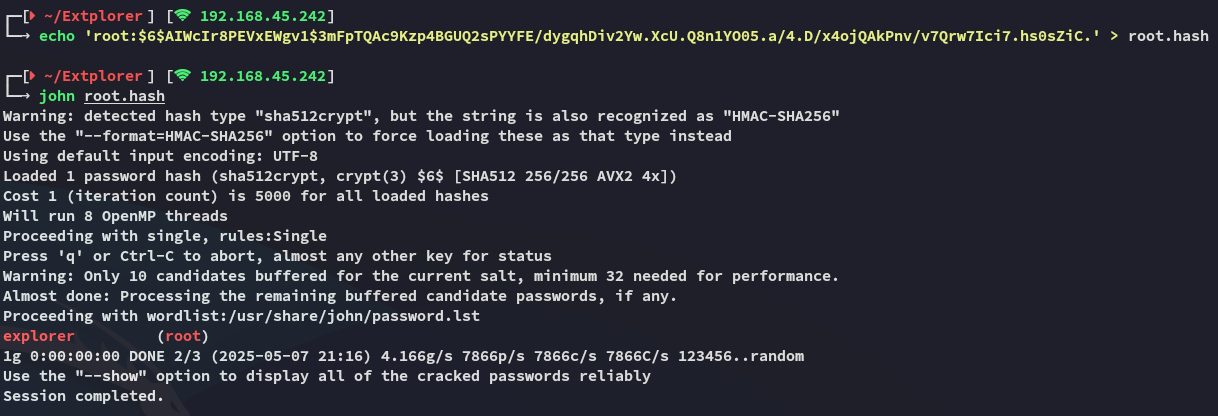 ~/Extplorer ] [ 192.168.45.242]
→ echo 'root:$6$AIWcIr8PEVxEWgv1$3mFpTQAc9Kzp4BGUQ2sPYYFE/dygqhDiv2Yw.XcU.Q8n1YO05.a/4.D/x4ojQAkPnv/v7Qrw7Ici7.hs0sZiC.' > root.hash
~/Extplorer ] [ 192.168.45.242]
→ john root.hash
Warning: detected hash type "sha512crypt", but the string is also recognized as "HMAC-SHA256"
Use the "--format=HMAC-SHA256" option to force loading these as that type instead
Using default input encoding: UTF-8
Loaded 1 password hash (sha512crypt, crypt(3) $6$ [SHA512 256/256 AVX2 4x])
Cost 1 (iteration count) is 5000 for all loaded hashes
Will run 8 OpenMP threads
Proceeding with single, rules:Single
Press 'q' or Ctrl-C to abort, almost any other key for status
Warning: Only 10 candidates buffered for the current salt, minimum 32 needed for performance.
Almost done: Processing the remaining buffered candidate passwords, if any.
Proceeding with wordlist:/usr/share/john/password.lst
explorer         (root)
1g 0:00:00:00 DONE 2/3 (2025-05-07 21:16) 4.166g/s 7866p/s 7866c/s 7866C/s 123456..random
Use the "--show" option to display all of the cracked passwords reliably
Session completed.